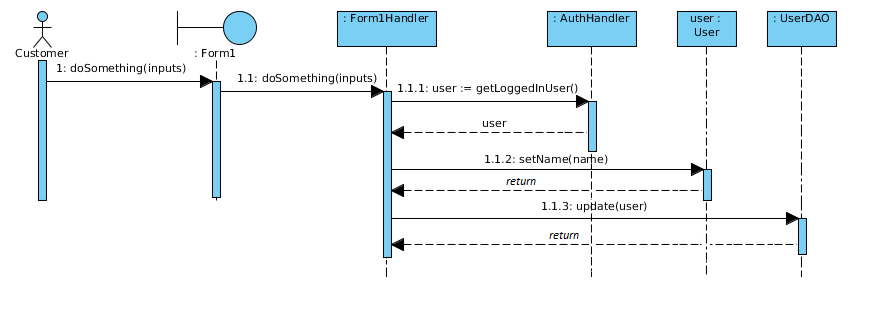 : Form1Handler
: AuthHandler
user :
User
: UserDAO
Customer
: Form1
1: doSomething(inputs)
1.1: doSomething(inputs)
1.1.1: user := getLoggedInUser()
user
1.1.2: setName(name)
return
1.1.3: update(user)
return